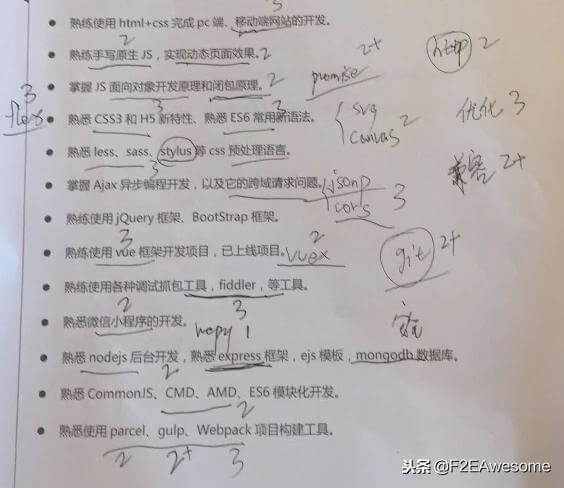 3
熟练使用 html+css 完成 pc 端、移动端网站的开发。
2
熟练手写原生 JS，实现动态页面效果。2
2+
http 2
掌握 JS 面向对象开发原理和闭包原理。2
promise
3
flex
熟悉 CSS3 和 H5 新特性、熟悉 ES6 常用新语法。
3
3
svg
canvas
2
优化 3
熟悉 less、sass、stylus 等 css 预处理语言。
3
兼容 2+
掌握 Ajax 异步编程开发，以及它的跨域请求问题。
jsonp
cors
3
熟练使用 jQuery 框架、BootStrap 框架。
3
熟练使用 vue 框架开发项目，已上线项目。
vuex
2
git 2+
熟练使用各种调试抓包工具，fiddler，等工具。
2
3
熟悉微信小程序的开发。
1
熟悉 nodejs 后台开发，熟悉 express 框架，ejs 模板，mongodb 数据库。
2
熟悉 CommonJS、CMD、AMD、ES6 模块化开发。
2
熟悉使用 parcel、gulp、Webpack 项目构建工具。
2 2+ 3
头条 @F2EAwesome